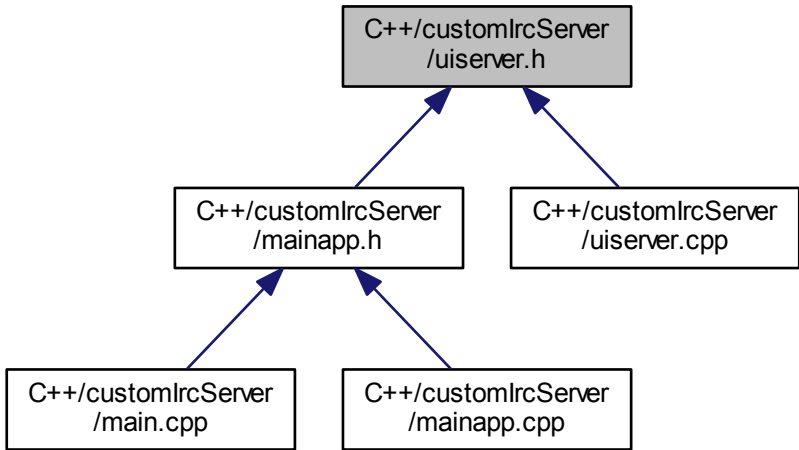 C++/customIrcServer
/uiserver.h
C++/customIrcServer
/mainapp.h
C++/customIrcServer
/uiserver.cpp
C++/customIrcServer
/main.cpp
C++/customIrcServer
/mainapp.cpp